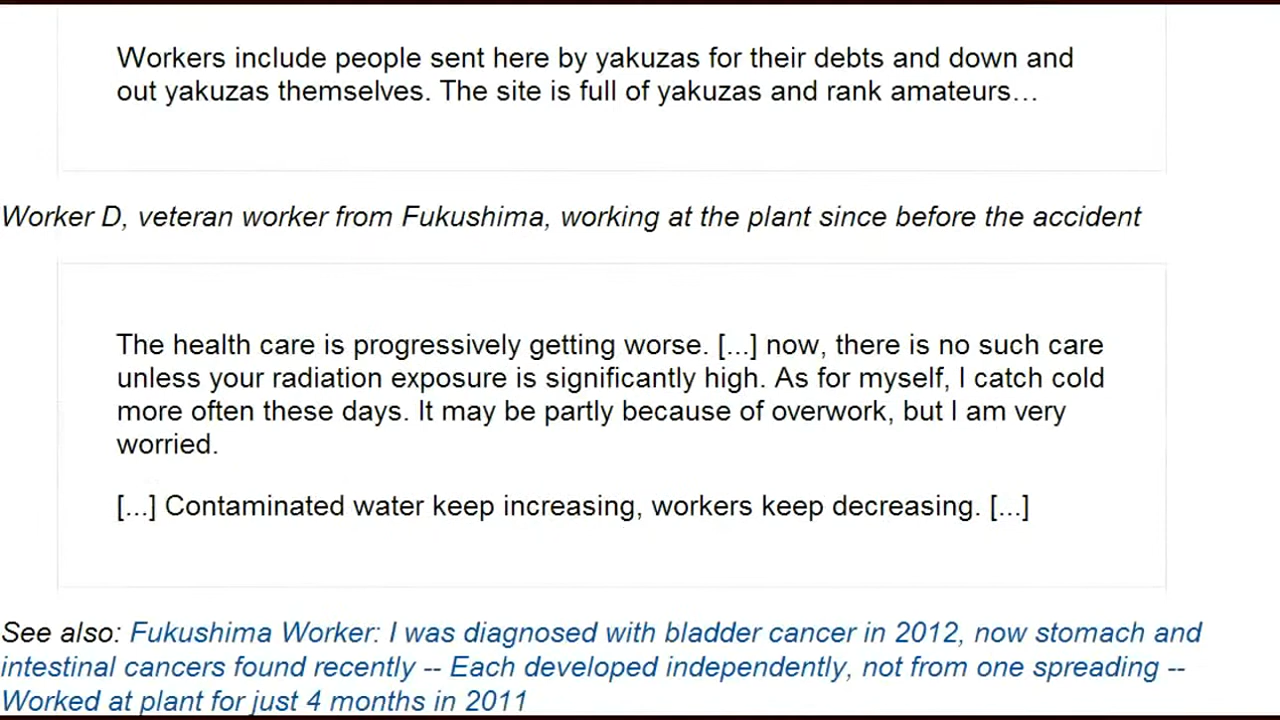 Workers include people sent here by yakuzas for their debts and down and
out yakuzas themselves. The site is full of yakuzas and rank amateurs…
Worker D, veteran worker from Fukushima, working at the plant since before the accident
The health care is progressively getting worse. [...] now, there is no such care
unless your radiation exposure is significantly high. As for myself, I catch cold
more often these days. It may be partly because of overwork, but I am very
worried.
[...] Contaminated water keep increasing, workers keep decreasing. [...]
See also: Fukushima Worker: I was diagnosed with bladder cancer in 2012, now stomach and
intestinal cancers found recently -- Each developed independently, not from one spreading --
Worked at plant for just 4 months in 2011